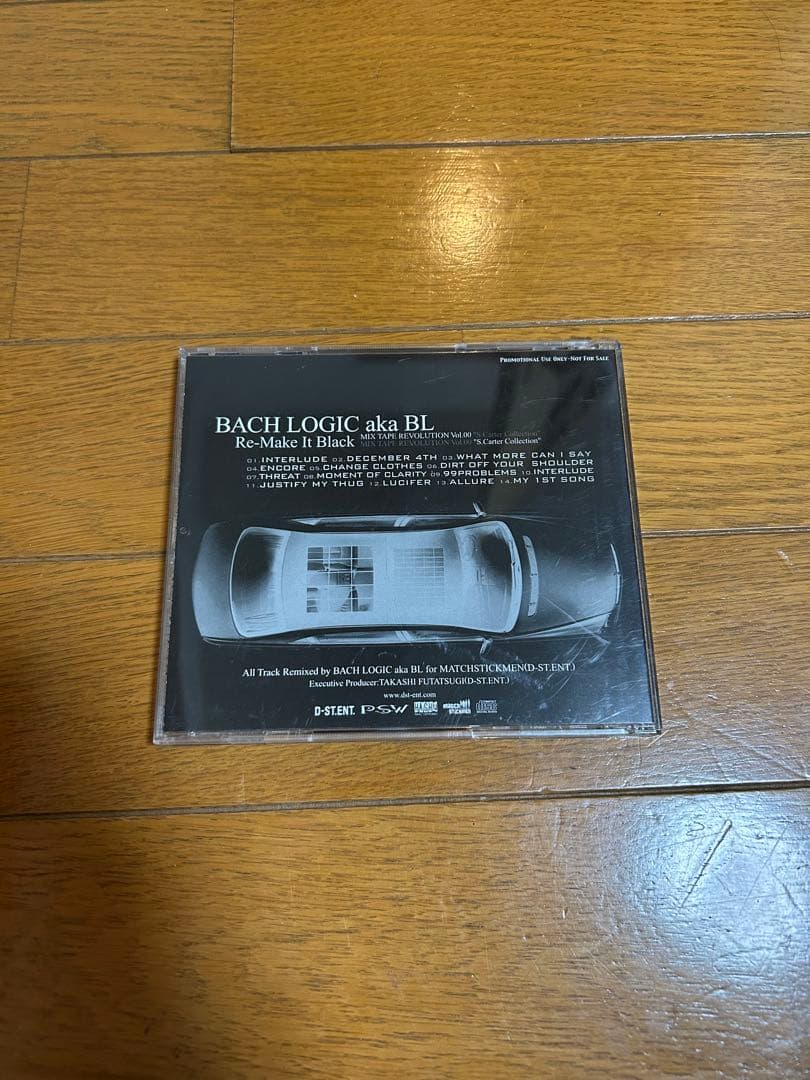 PROMOTIONAL USE ONLY·NOT FOR SALE
BACH LOGIC aka BL
Re-Make It Black MIX TAPE REVOLUTION Vol.00 "S.Carter Collection"
01.INTERLUDE 02.DECEMBER 4TH 03.WHAT MORE CAN I SAY
04.ENCORE 05.CHANGE CLOTHES 06.DIRT OFF YOUR SHOULDER
07.THREAT 08.MOMENT OF CLARITY 09.99PROBLEMS 10.INTERLUDE
11.JUSTIFY MY THUG 12.LUCIFER 13.ALLURE 14.MY 1ST SONG
All Track Remixed by BACH LOGIC aka BL for MATCHSTICKMEN(D-ST.ENT.)
Executive Producer:TAKASHI FUTATSUGI(D-ST.ENT.)
www.dst-ent.com
D-ST.ENT. PSW